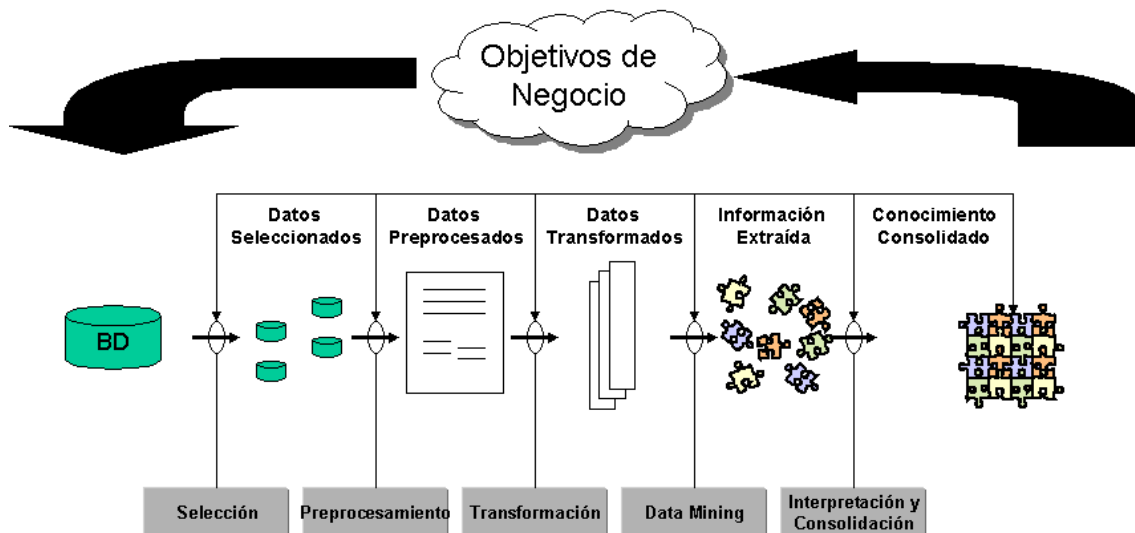 Objetivos de
Negocio
Datos
Seleccionados
Datos
Preprocesados
Datos
Transformados
Información
Extraída
Conocimiento
Consolidado
BD
Selección
Preprocesamiento
Transformación
Data Mining
Interpretación y
Consolidación